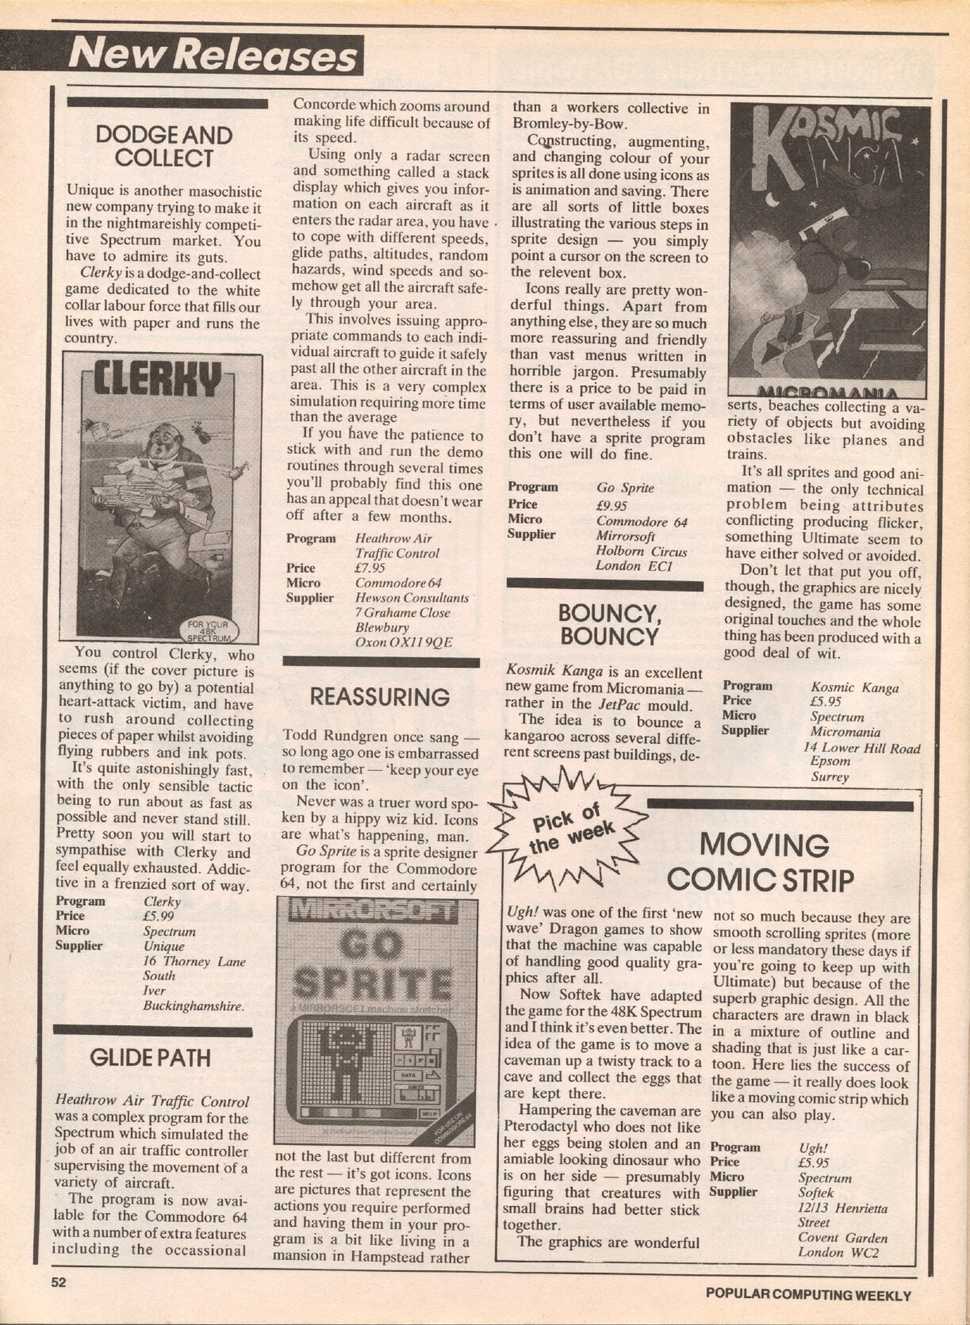 New Releases
DODGE AND
COLLECT
Unique is another masochistic
new company trying to make it
in the nightmareishly competi-
tive Spectrum market. You
have to admire its guts.
Clerky is a dodge-and-collect
game dedicated to the white
collar labour force that fills our
lives with paper and runs the
country.
CLERKY
FOR YOUR
48K
SPECTRUM
You control Clerky, who
seems (if the cover picture is
anything to go by) a potential
heart-attack victim, and have
to rush around collecting
pieces of paper whilst avoiding
flying rubbers and ink pots.
It's quite astonishingly fast,
with the only sensible tactic
being to run about as fast as
possible and never stand still.
Pretty soon you will start to
sympathise with Clerky and
feel equally exhausted. Addic-
tive in a frenzied sort of way.
Program Clerky
Price £5.99
Micro Spectrum
Supplier Unique
16 Thorney Lane
South
Iver
Buckinghamshire.
GLIDE PATH
Heathrow Air Traffic Control
was a complex program for the
Spectrum which simulated the
job of an air traffic controller
supervising the movement of a
variety of aircraft.
The program is now avai-
lable for the Commodore 64
with a number of extra features
including the occassional
Concorde which zooms around
making life difficult because of
its speed.
Using only a radar screen
and something called a stack
display which gives you infor-
mation on each aircraft as it
enters the radar area, you have
to cope with different speeds,
glide paths, altitudes, random
hazards, wind speeds and so-
mehow get all the aircraft safe-
ly through your area.
This involves issuing appro-
priate commands to each indi-
vidual aircraft to guide it safely
past all the other aircraft in the
area. This is a very complex
simulation requiring more time
than the average
If you have the patience to
stick with and run the demo
routines through several times
you'll probably find this one
has an appeal that doesn't wear
off after a few months.
Program Heathrow Air
Traffic Control
Price £7.95
Micro Commodore 64
Supplier Hewson Consultants
7 Grahame Close
Blewbury
Oxon OX11 9QE
REASSURING
Todd Rundgren once sang —
so long ago one is embarrassed
to remember — 'keep your eye
on the icon'.
Never was a truer word spo-
ken by a hippy wiz kid. Icons
are what's happening, man.
Go Sprite is a sprite designer
program for the Commodore
64, not the first and certainly
MIRRORSOFT
GO
SPRITE
a MIRRORSOFT machine stretcher
DATA
HELP
FOR USE ON
COMMODORE 64
not the last but different from
the rest — it's got icons. Icons
are pictures that represent the
actions you require performed
and having them in your pro-
gram is a bit like living in a
mansion in Hampstead rather
than a workers collective in
Bromley-by-Bow.
Constructing, augmenting,
and changing colour of your
sprites is all done using icons as
is animation and saving. There
are all sorts of little boxes
illustrating the various steps in
sprite design — you simply
point a cursor on the screen to
the relevent box.
Icons really are pretty won-
derful things. Apart from
anything else, they are so much
more reassuring and friendly
than vast menus written in
horrible jargon. Presumably
there is a price to be paid in
terms of user available memo-
ry, but nevertheless if you
don't have a sprite program
this one will do fine.
Program Go Sprite
Price £9.95
Micro Commodore 64
Supplier Mirrorsoft
Holborn Circus
London EC1
BOUNCY,
BOUNCY
Kosmik Kanga is an excellent
new game from Micromania —
rather in the JetPac mould.
The idea is to bounce a
kangaroo across several diffe-
rent screens past buildings, de-
KOSMIC
KANGA
MICROMANIA
serts, beaches collecting a va-
riety of objects but avoiding
obstacles like planes and
trains.
It's all sprites and good ani-
mation — the only technical
problem being attributes
conflicting producing flicker,
something Ultimate seem to
have either solved or avoided.
Don't let that put you off,
though, the graphics are nicely
designed, the game has some
original touches and the whole
thing has been produced with a
good deal of wit.
Program Kosmic Kanga
Price £5.95
Micro Spectrum
Supplier Micromania
14 Lower Hill Road
Epsom
Surrey
Pick of
the week
MOVING
COMIC STRIP
Ugh! was one of the first 'new
wave' Dragon games to show
that the machine was capable
of handling good quality gra-
phics after all.
Now Softek have adapted
the game for the 48K Spectrum
and I think it's even better. The
idea of the game is to move a
caveman up a twisty track to a
cave and collect the eggs that
are kept there.
Hampering the caveman are
Pterodactyl who does not like
her eggs being stolen and an
amiable looking dinosaur who
is on her side — presumably
figuring that creatures with
small brains had better stick
together.
The graphics are wonderful
not so much because they are
smooth scrolling sprites (more
or less mandatory these days if
you're going to keep up with
Ultimate) but because of the
superb graphic design. All the
characters are drawn in black
in a mixture of outline and
shading that is just like a car-
toon. Here lies the success of
the game — it really does look
like a moving comic strip which
you can also play.
Program Ugh!
Price £5.95
Micro Spectrum
Supplier Softek
12/13 Henrietta
Street
Covent Garden
London WC2
52
POPULAR COMPUTING WEEKLY